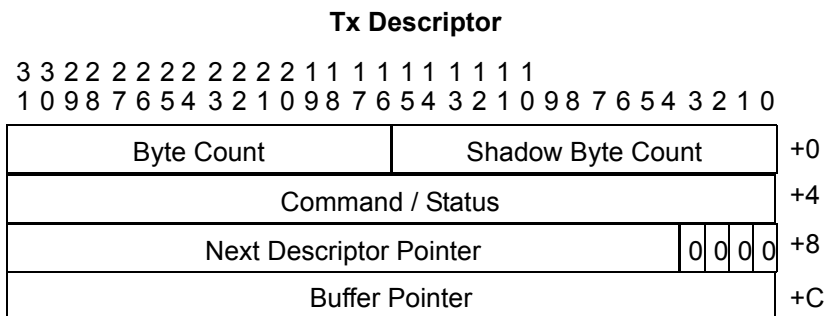 Tx Descriptor
3 3 2 2 2 2 2 2 2 2 2 2 1 1 1 1 1 1 1 1 1 1
1 0 9 8 7 6 5 4 3 2 1 0 9 8 7 6 5 4 3 2 1 0 9 8 7 6 5 4 3 2 1 0
Byte Count Shadow Byte Count +0
Command / Status +4
Next Descriptor Pointer 0 0 0 0 +8
Buffer Pointer +C